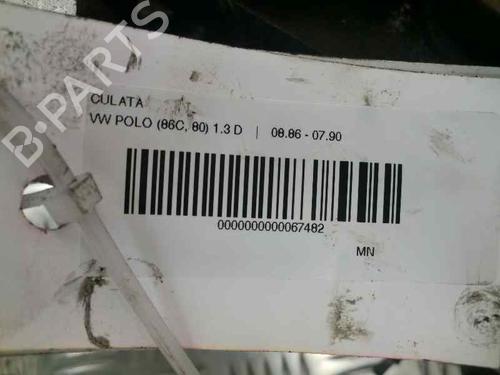 CULATA
VW POLO (86C, 80) 1.3 D | 08.86 - 07.90
0000000000067482
MN
B-PARTS